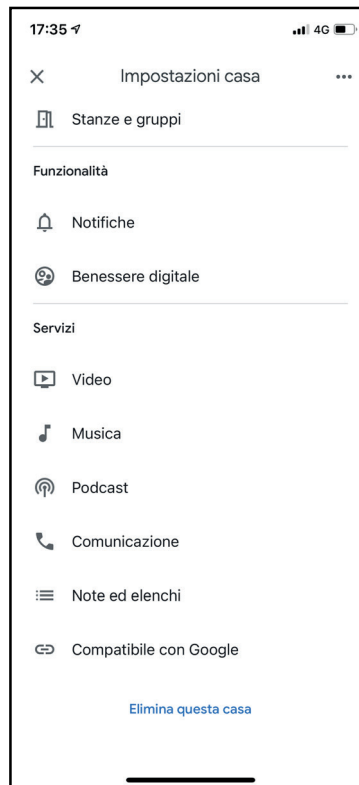 17:35
4G
Impostazioni casa
Stanze e gruppi
Funzionalità
Notifiche
Benessere digitale
Servizi
Video
Musica
Podcast
Comunicazione
Note ed elenchi
Compatibile con Google
Elimina questa casa